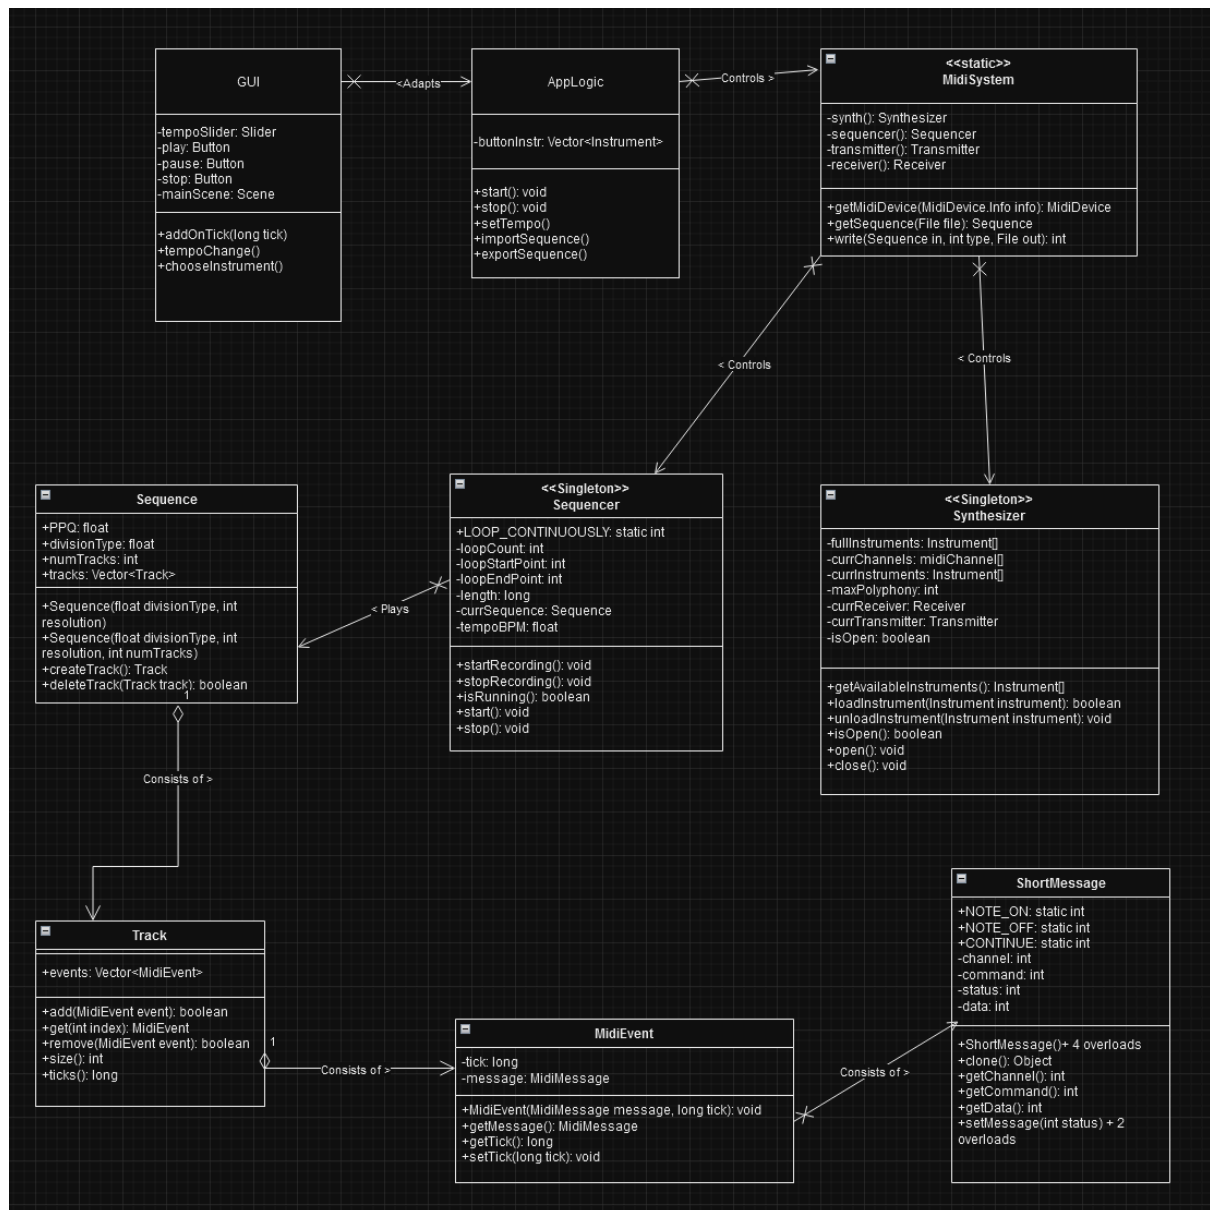 GUI
-tempoSlider: Slider
-play: Button
-pause: Button
-stop: Button
-mainScene: Scene
+addOnTick(long tick)
+tempoChange()
+chooseInstrument()
<Adapts
AppLogic
-buttonInstr: Vector<Instrument>
+start(): void
+stop(): void
+setTempo()
+importSequence()
+exportSequence()
Controls >
<<static>>
MidiSystem
-synth(): Synthesizer
-sequencer(): Sequencer
-transmitter(): Transmitter
-receiver(): Receiver
+getMidiDevice(MidiDevice.Info info): MidiDevice
+getSequence(File file): Sequence
+write(Sequence in, int type, File out): int
< Controls
< Controls
Sequence
+PPQ: float
+divisionType: float
+numTracks: int
+tracks: Vector<Track>
+Sequence(float divisionType, int
resolution)
+Sequence(float divisionType, int
resolution, int numTracks)
+createTrack(): Track
+deleteTrack(Track track): boolean
1
< Plays
<<Singleton>>
Sequencer
+LOOP_CONTINUOUSLY: static int
-loopCount: int
-loopStartPoint: int
-loopEndPoint: int
-length: long
-currSequence: Sequence
-tempoBPM: float
+startRecording(): void
+stopRecording(): void
+isRunning(): boolean
+start(): void
+stop(): void
<<Singleton>>
Synthesizer
-fullInstruments: Instrument[]
-currChannels: midiChannel[]
-currInstruments: Instrument[]
-maxPolyphony: int
-currReceiver: Receiver
-currTransmitter: Transmitter
-isOpen: boolean
+getAvailableInstruments(): Instrument[]
+loadInstrument(Instrument instrument): boolean
+unloadInstrument(Instrument instrument): void
+isOpen(): boolean
+open(): void
+close(): void
Consists of >
Track
+events: Vector<MidiEvent>
+add(MidiEvent event): boolean
+get(int index): MidiEvent
+remove(MidiEvent event): boolean
+size(): int
+ticks(): long
1
Consists of >
MidiEvent
-tick: long
-message: MidiMessage
+MidiEvent(MidiMessage message, long tick): void
+getMessage(): MidiMessage
+getTick(): long
+setTick(long tick): void
Consists of >
ShortMessage
+NOTE_ON: static int
+NOTE_OFF: static int
+CONTINUE: static int
-channel: int
-command: int
-status: int
-data: int
+ShortMessage()+ 4 overloads
+clone(): Object
+getChannel(): int
+getCommand(): int
+getData(): int
+setMessage(int status) + 2
overloads